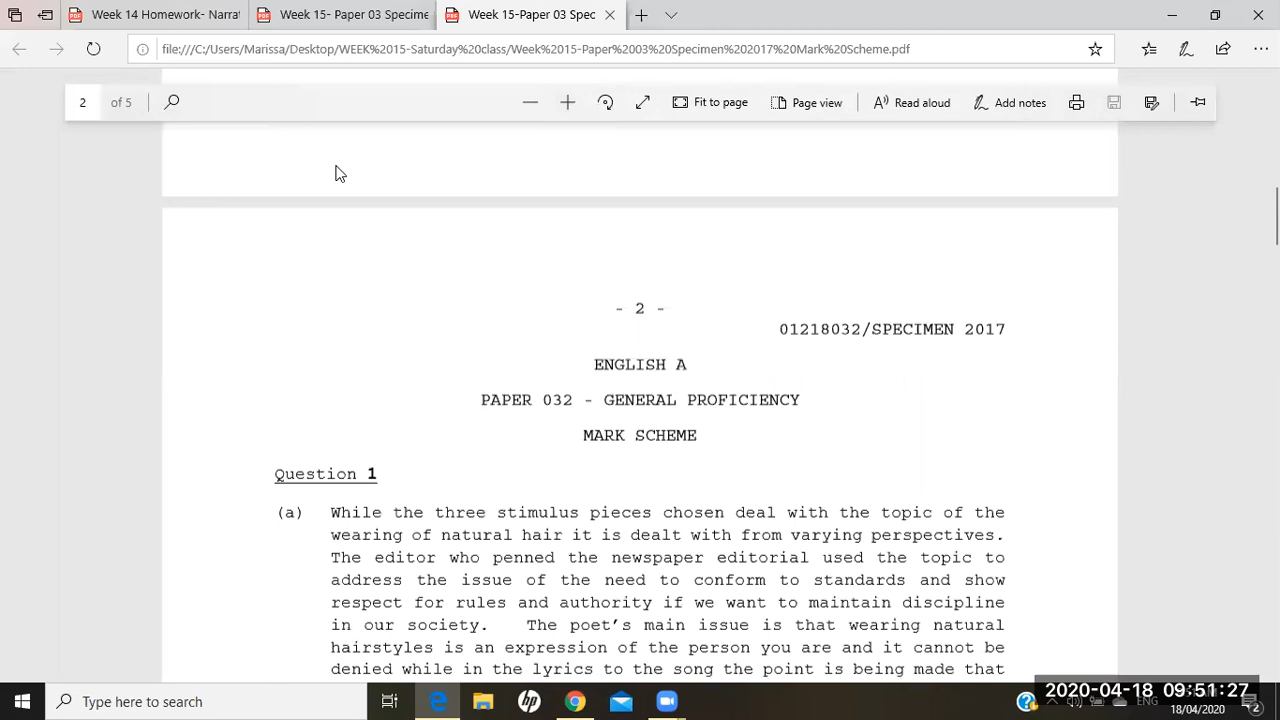 Week 14 Homework- Narrat
Week 15- Paper 03 Specime
Week 15-Paper 03 Spec
file:///C:/Users/Marissa/Desktop/WEEK%2015-Saturday%20class/Week%2015-Paper%2003%20Specimen%202017%20Mark%20Scheme.pdf
2 of 5
Fit to page
Page view
Read aloud
Add notes
- 2 -
01218032/SPECIMEN 2017
ENGLISH A
PAPER 032 - GENERAL PROFICIENCY
MARK SCHEME
Question 1
(a) While the three stimulus pieces chosen deal with the topic of the
wearing of natural hair it is dealt with from varying perspectives.
The editor who penned the newspaper editorial used the topic to
address the issue of the need to conform to standards and show
respect for rules and authority if we want to maintain discipline
in our society. The poet's main issue is that wearing natural
hairstyles is an expression of the person you are and it cannot be
denied while in the lyrics to the song the point is being made that
Type here to search
ENG
2020-04-18 09:51:27
18/04/2020
2